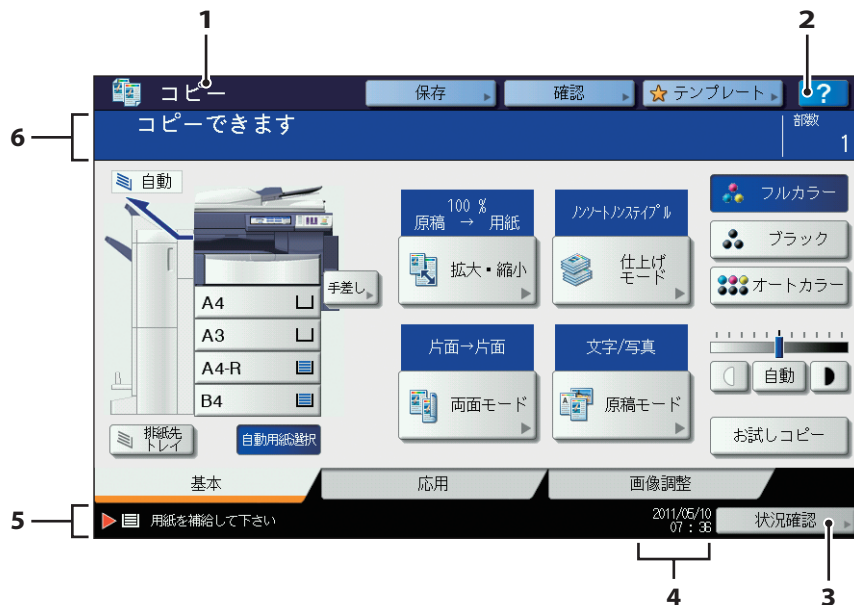 1
2
コピー
保存
確認
テンプレート
?
6
コピーできます
部数
1
自動
100 %
原稿 → 用紙
拡大・縮小
ノンソートノンステイプル
仕上げ
モード
フルカラー
ブラック
オートカラー
手差し
A4
A3
A4-R
B4
片面→片面
両面モード
文字/写真
原稿モード
自動
お試しコピー
排紙先
トレイ
自動用紙選択
基本
応用
画像調整
5
用紙を補給して下さい
2011/05/10
07 : 36
状況確認
4
3